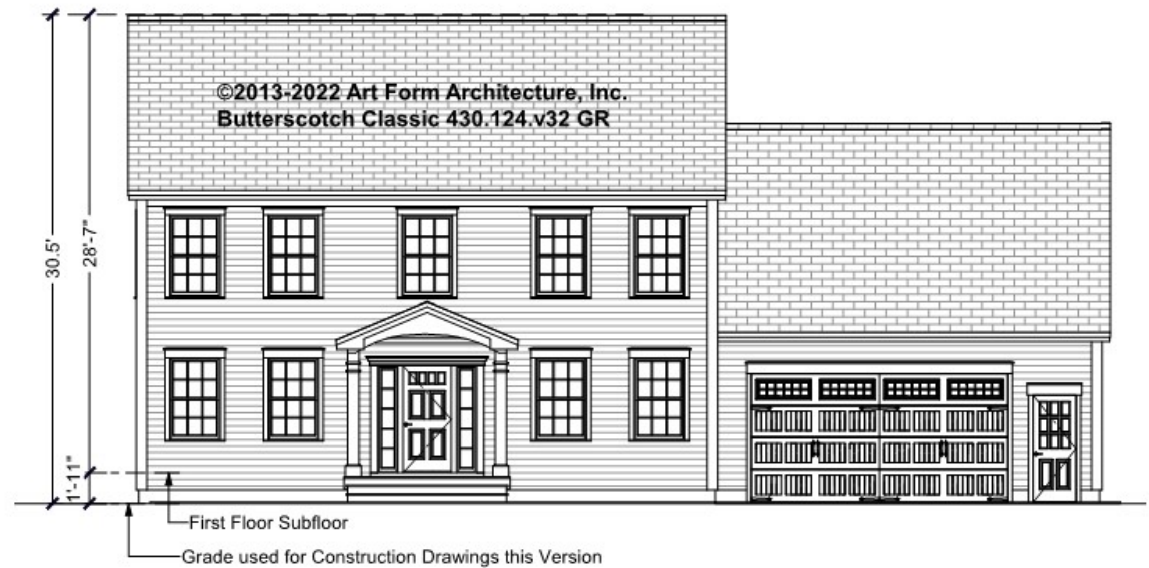 ©2013-2022 Art Form Architecture, Inc.
Butterscotch Classic 430.124.v32 GR
30.5'
28'-7"
1'-11"
First Floor Subfloor
Grade used for Construction Drawings this Version